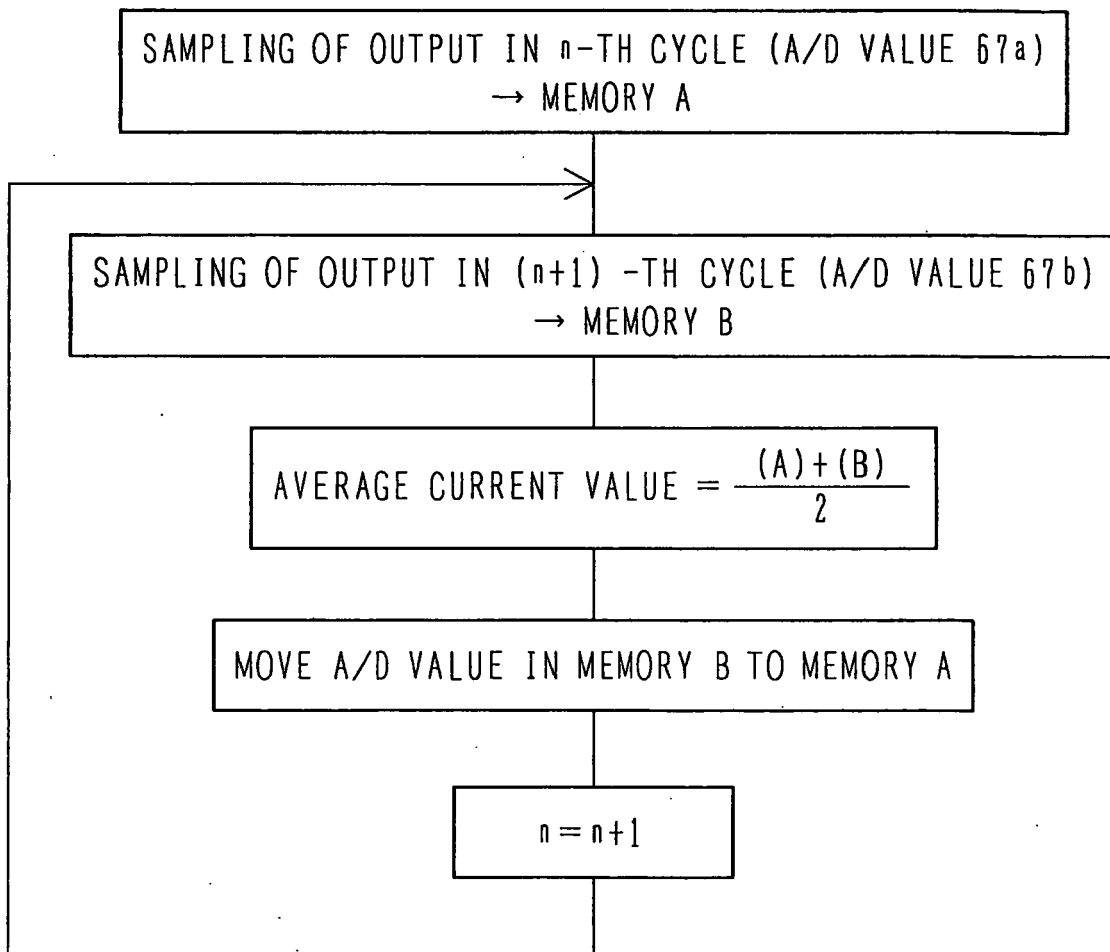 SAMPLING OF OUTPUT IN n-TH CYCLE (A/D VALUE 67a)
→ MEMORY A
SAMPLING OF OUTPUT IN (n+1) -TH CYCLE (A/D VALUE 67b)
→ MEMORY B
AVERAGE CURRENT VALUE = (A)+(B)
2
MOVE A/D VALUE IN MEMORY B TO MEMORY A
n=n+1